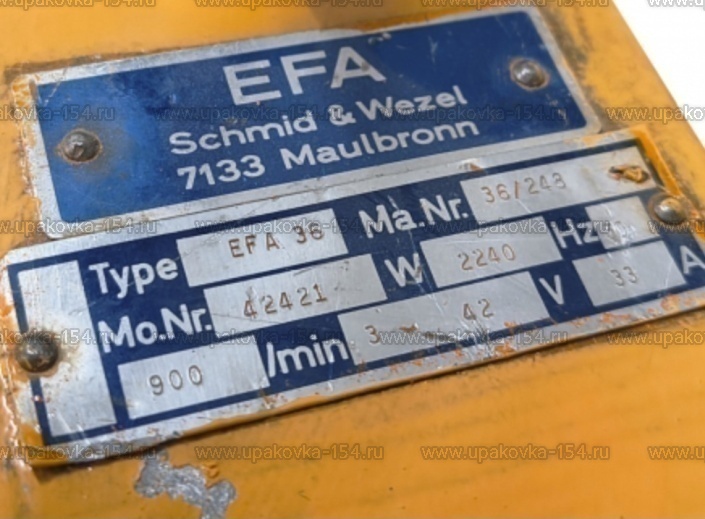 EFA
Schmid & Wezel
7133 Maulbronn
Type EFA 36 Ma.Nr. 36/248
Mo.Nr. 42421 W 2240 Hz
900 /min 3~ 42 V 33 A
www.upakovka-154.ru